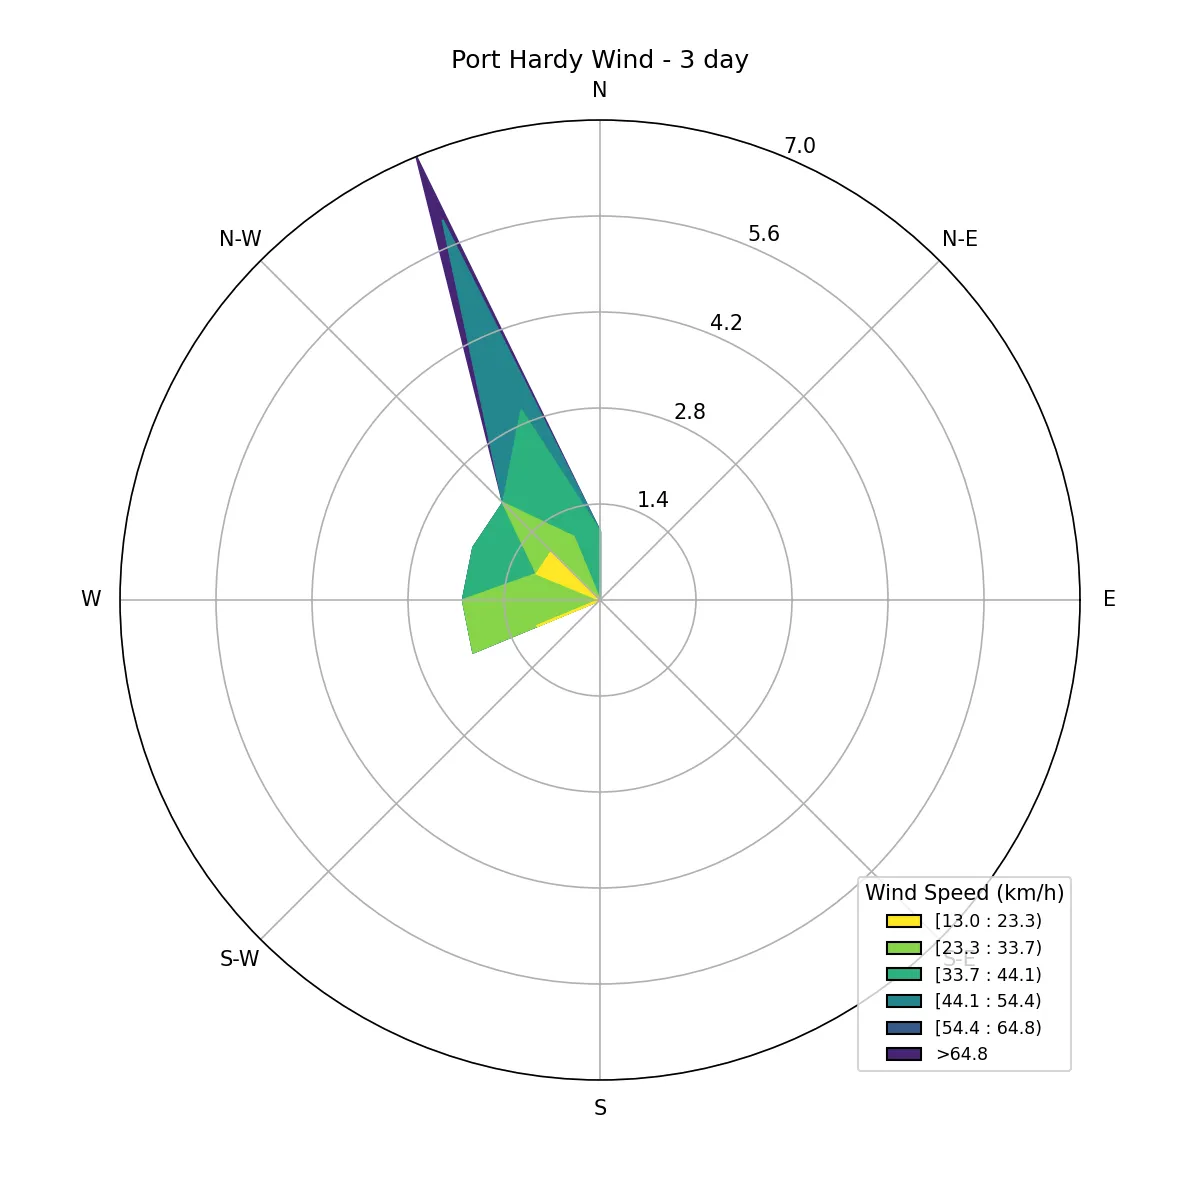 Port Hardy Wind - 3 day
N
7.0
N-W
N-E
5.6
4.2
2.8
1.4
W
E
S-W
S-E
S
Wind Speed (km/h)
[13.0 : 23.3)
[23.3 : 33.7)
[33.7 : 44.1)
[44.1 : 54.4)
[54.4 : 64.8)
>64.8